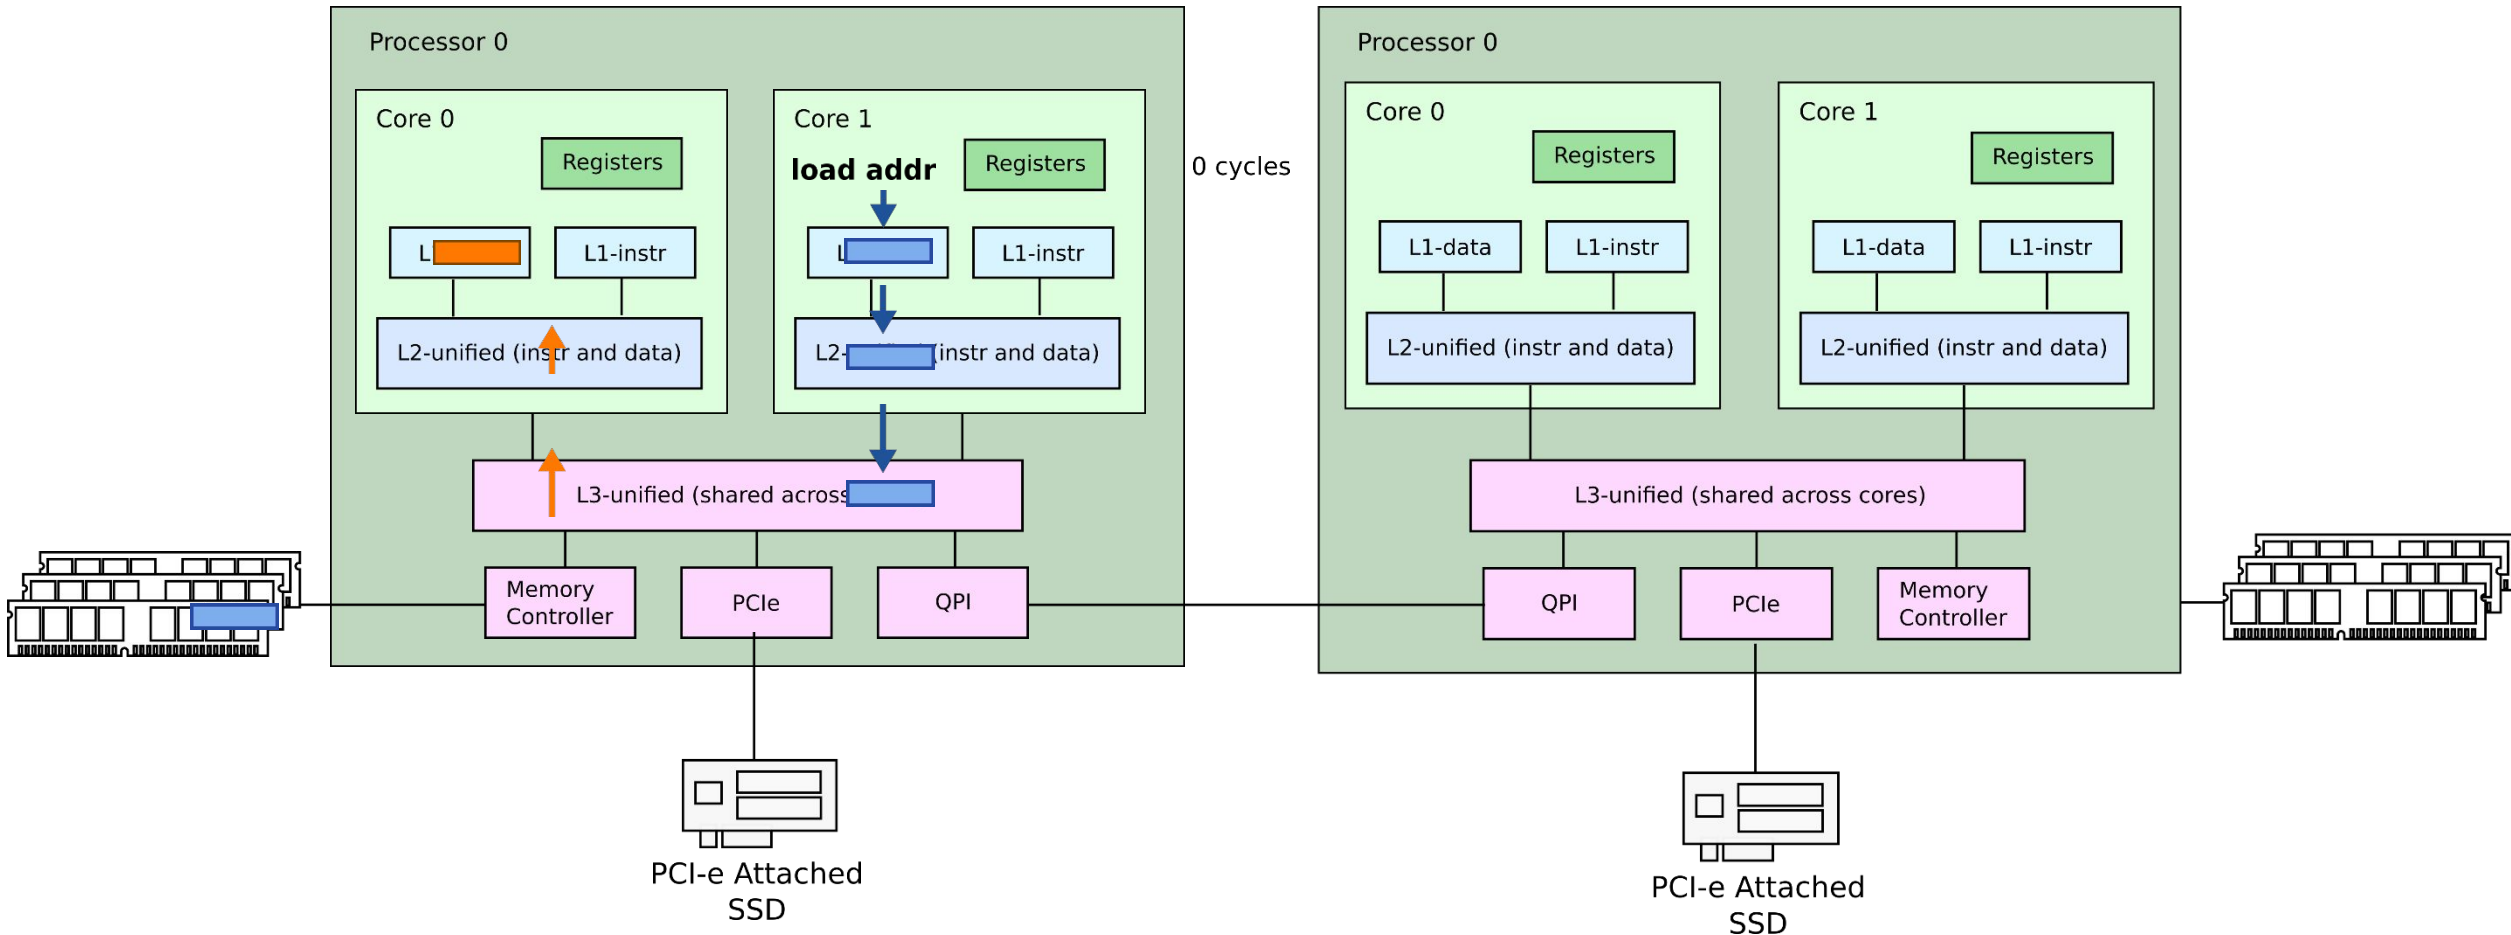 Processor 0
Core 0
Registers
L
L1-instr
L2-unified (instr and data)
Core 1
load addr
Registers
L1-instr
L2- (instr and data)
0 cycles
L3-unified (shared across
Memory
Controller
PCIe
QPI
PCI-e Attached
SSD
Processor 0
Core 0
Registers
L1-data
L1-instr
L2-unified (instr and data)
Core 1
Registers
L1-data
L1-instr
L2-unified (instr and data)
L3-unified (shared across cores)
QPI
PCIe
Memory
Controller
PCI-e Attached
SSD